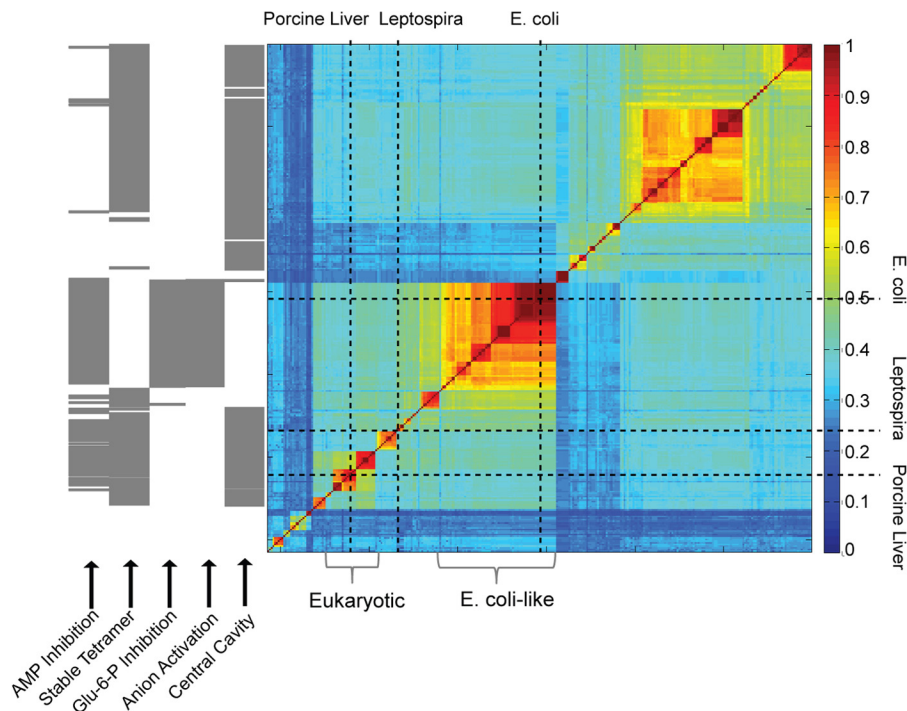 Porcine Liver
Leptospira
E. coli
1
0.9
0.8
0.7
0.6
0.5
0.4
0.3
0.2
0.1
0
E. coli
Leptospira
Porcine Liver
Eukaryotic
E. coli-like
AMP Inhibition
Stable Tetramer
Glu-6-P Inhibition
Anion Activation
Central Cavity